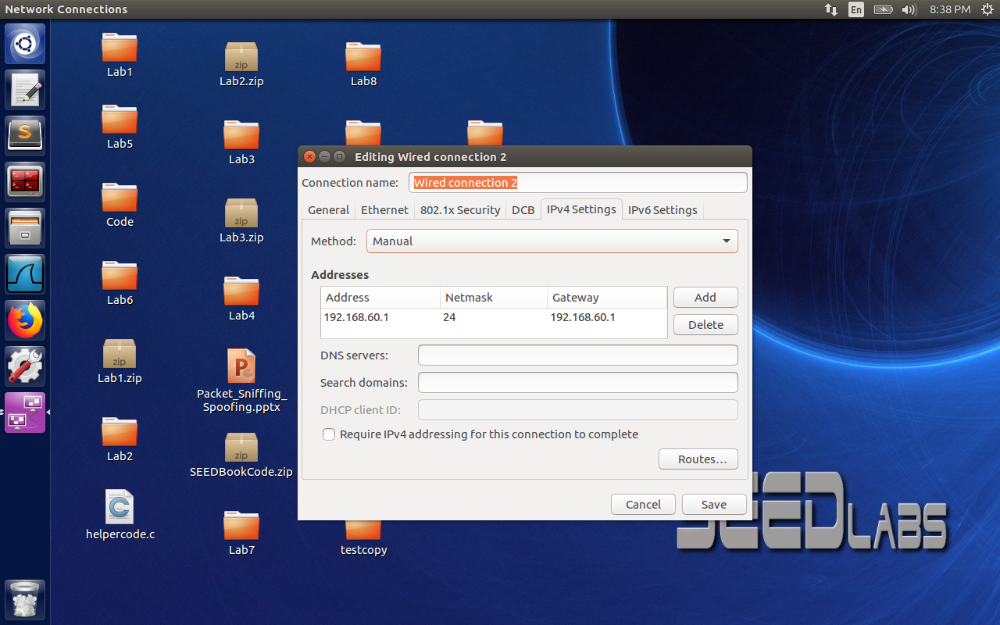 Network Connections
En
8:38 PM
Lab1
Lab2.zip
Lab8
Lab5
Lab3
Code
Lab3.zip
Lab6
Lab4
Lab1.zip
Packet_Sniffing_
Spoofing.pptx
Lab2
SEEDBookCode.zip
helpercode.c
Lab7
testcopy
zip
zip
zip
zip
P
C
S
Editing Wired connection 2
Connection name: Wired connection 2
General Ethernet 802.1x Security DCB IPv4 Settings IPv6 Settings
Method: Manual
Addresses
Address Netmask Gateway
192.168.60.1 24 192.168.60.1
Add
Delete
DNS servers:
Search domains:
DHCP client ID:
Require IPv4 addressing for this connection to complete
Routes…
Cancel Save
SEEDLABS